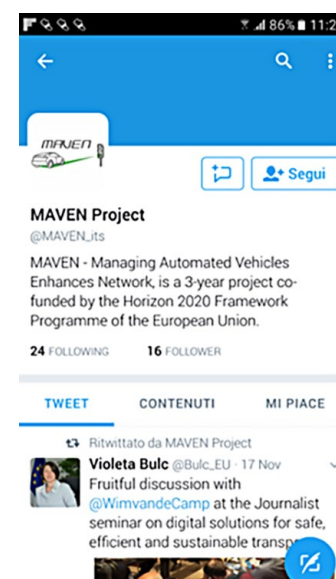 86% 11:2
MAVEN
Segui
MAVEN Project
@MAVEN_its
MAVEN - Managing Automated Vehicles
Enhances Network, is a 3-year project co-
funded by the Horizon 2020 Framework
Programme of the European Union.
24 FOLLOWING 16 FOLLOWER
TWEET CONTENUTI MI PIACE
Ritwittato da MAVEN Project
Violeta Bulc @Bulc_EU · 17 Nov
Fruitful discussion with
@WimvandeCamp at the Journalist
seminar on digital solutions for safe,
efficient and sustainable